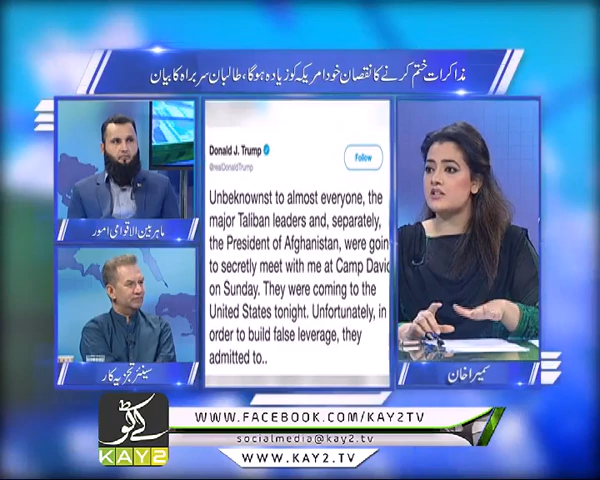 مذاکرات ختم کرنے کا نقصان خود امریکہ کو زیادہ ہوگا، طالبان سربراہ کا بیان
Donald J. Trump
@realDonaldTrump
Follow
Unbeknownst to almost everyone, the
major Taliban leaders and, separately,
the President of Afghanistan, were goin
to secretly meet with me at Camp David
on Sunday. They were coming to the
United States tonight. Unfortunately, in
order to build false leverage, they
admitted to..
ماہر بین الاقوامی امور
سینئر تجزیہ کار
سمیرا خان
کے ٹو
KAY2
WWW.FACEBOOK.COM/KAY2TV
socialmedia@kay2.tv
WWW.KAY2.TV